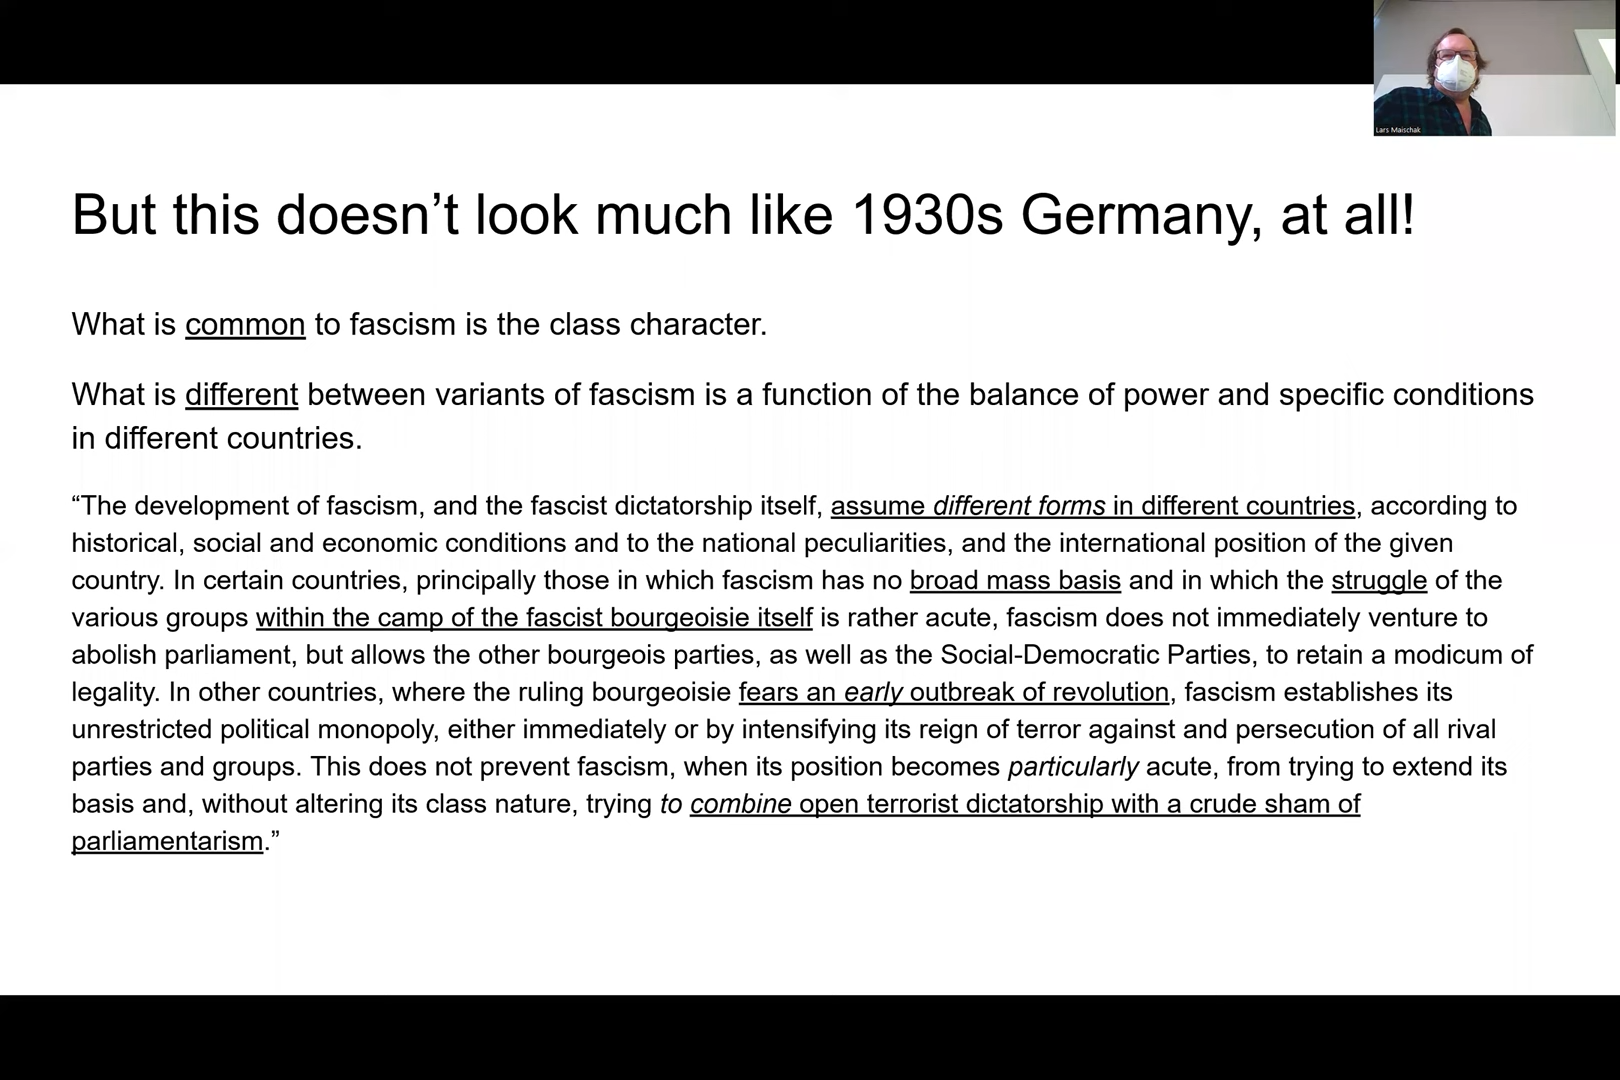 Lars Maischak
But this doesn’t look much like 1930s Germany, at all!
What is common to fascism is the class character.
What is different between variants of fascism is a function of the balance of power and specific conditions
in different countries.
“The development of fascism, and the fascist dictatorship itself, assume different forms in different countries, according to
historical, social and economic conditions and to the national peculiarities, and the international position of the given
country. In certain countries, principally those in which fascism has no broad mass basis and in which the struggle of the
various groups within the camp of the fascist bourgeoisie itself is rather acute, fascism does not immediately venture to
abolish parliament, but allows the other bourgeois parties, as well as the Social-Democratic Parties, to retain a modicum of
legality. In other countries, where the ruling bourgeoisie fears an early outbreak of revolution, fascism establishes its
unrestricted political monopoly, either immediately or by intensifying its reign of terror against and persecution of all rival
parties and groups. This does not prevent fascism, when its position becomes particularly acute, from trying to extend its
basis and, without altering its class nature, trying to combine open terrorist dictatorship with a crude sham of
parliamentarism.”